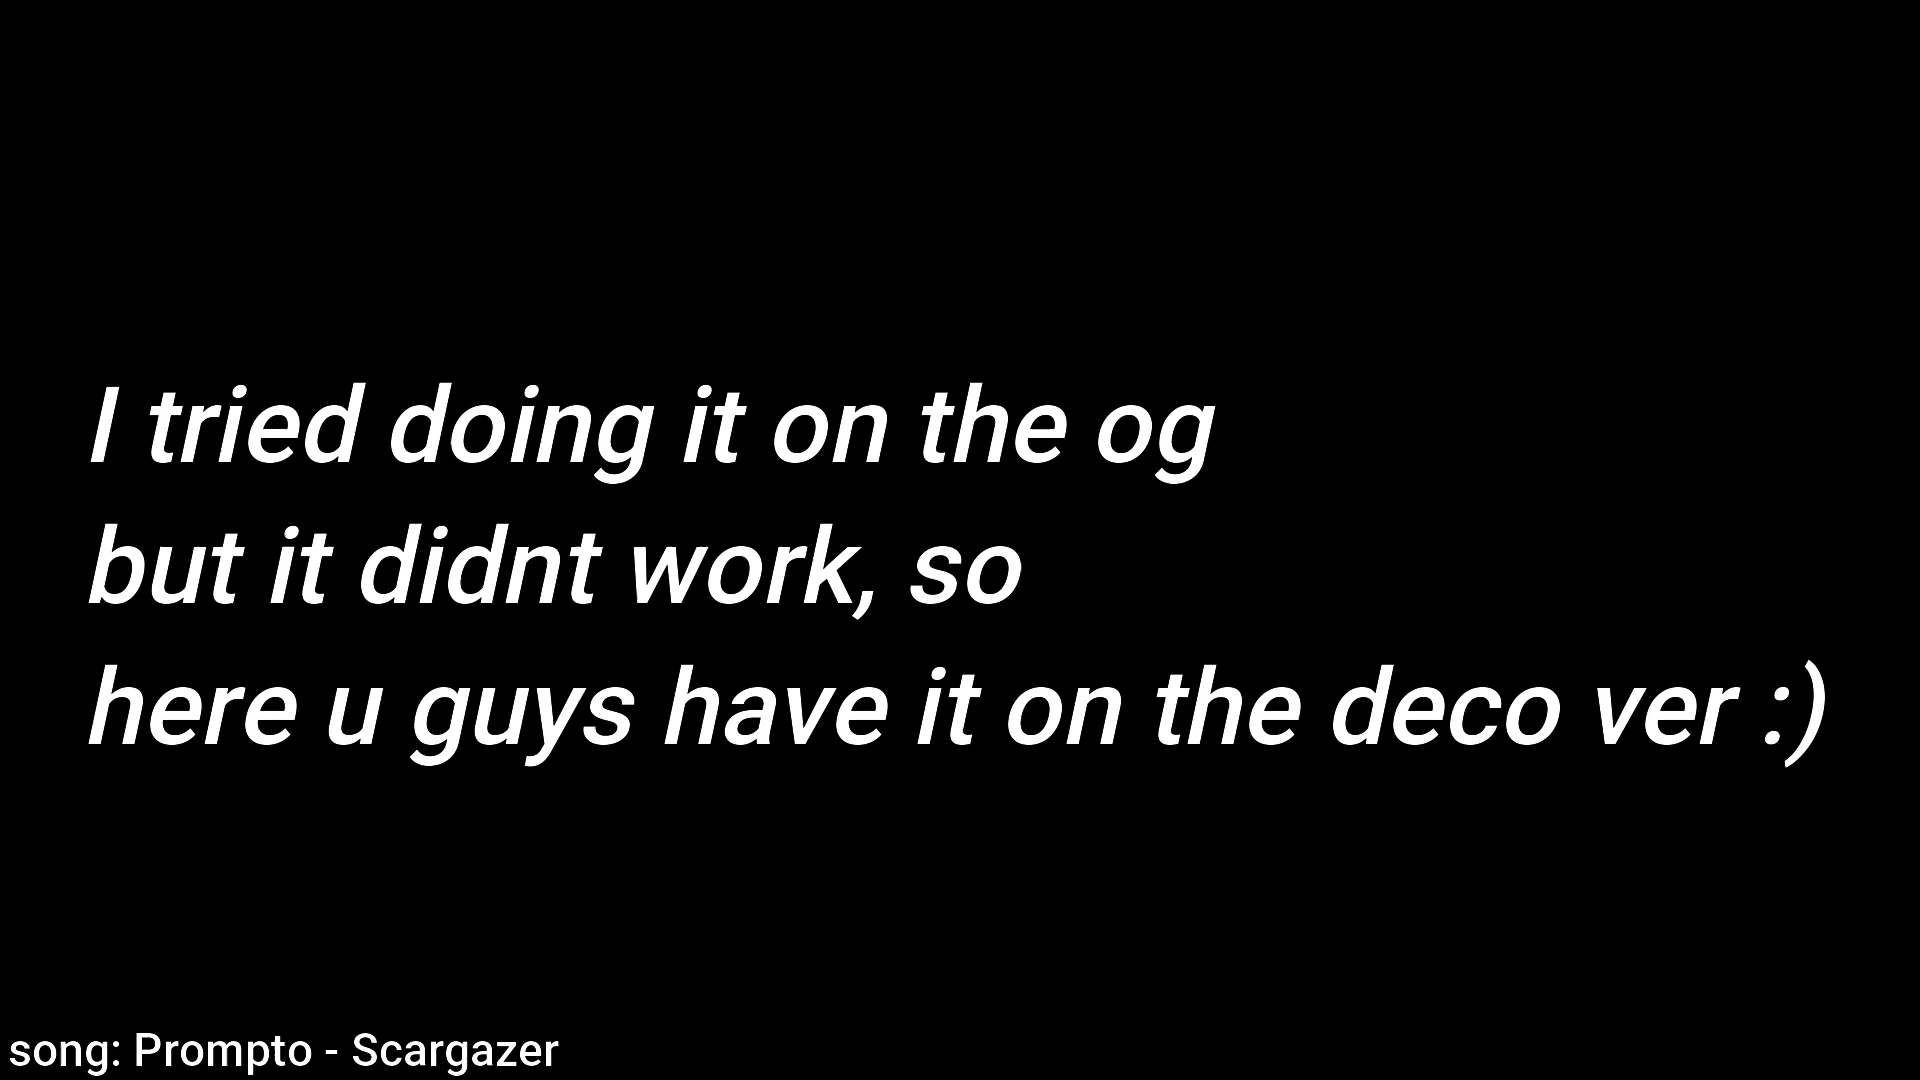 I tried doing it on the og
but it didnt work, so
here u guys have it on the deco ver :)
song: Prompto - Scargazer